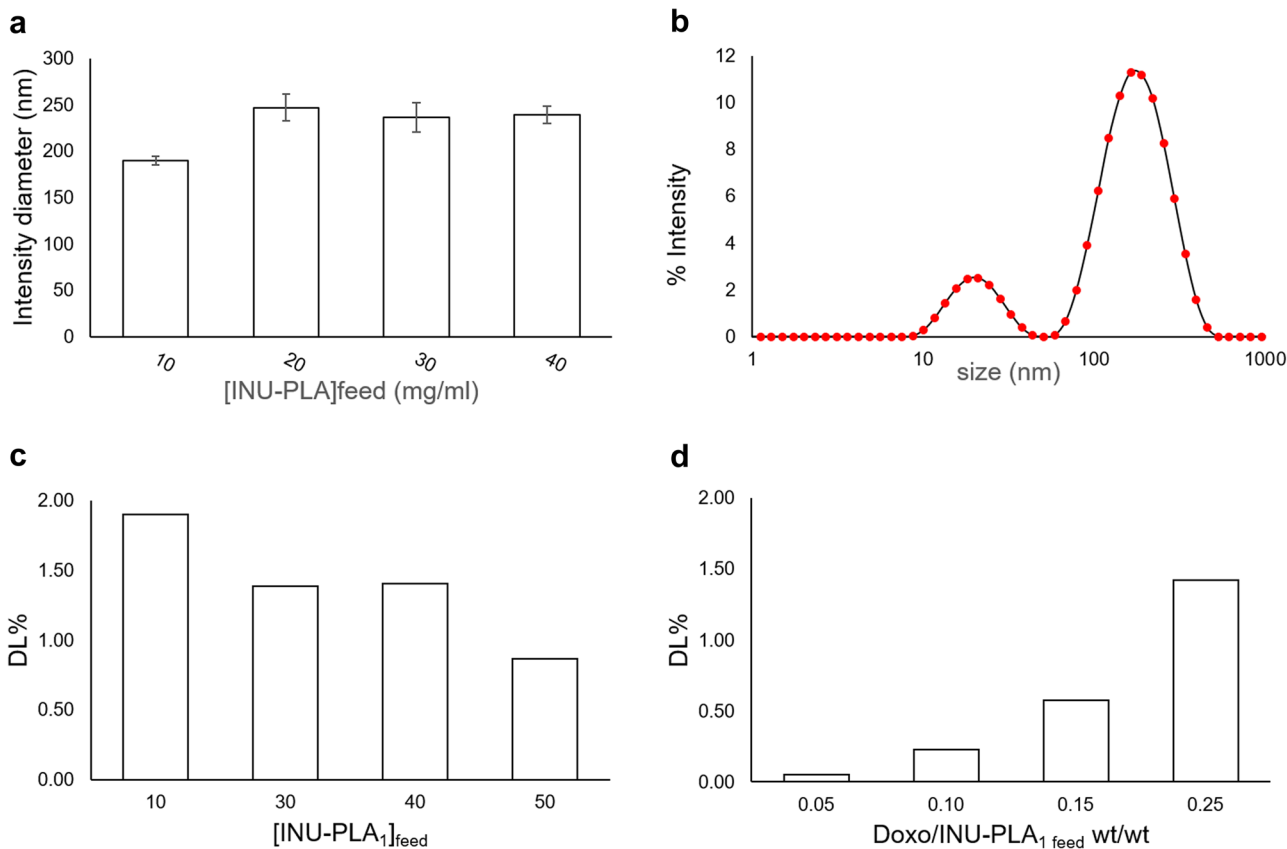 a
300
250
200
150
100
50
0
Intensity diameter (nm)
10 20 30 40
[INU-PLA]feed (mg/ml)
b
12
10
8
6
4
2
0
% Intensity
1 10 100 1000
size (nm)
c
2.00
1.50
1.00
0.50
0.00
DL%
10 30 40 50
[INU-PLA₁]feed
d
2.00
1.50
1.00
0.50
0.00
DL%
0.05 0.10 0.15 0.25
Doxo/INU-PLA₁ feed wt/wt